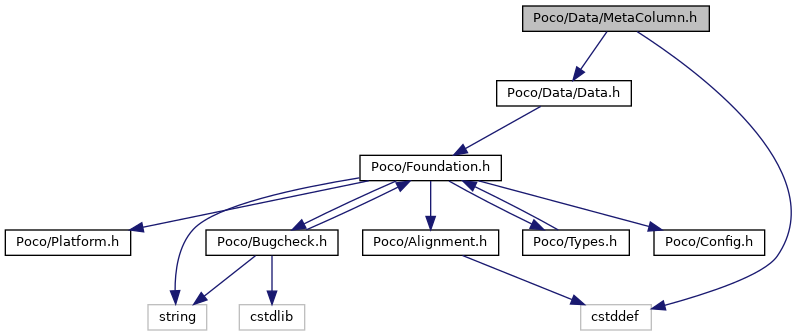 Poco/Data/MetaColumn.h
Poco/Data/Data.h
Poco/Foundation.h
Poco/Platform.h
Poco/Bugcheck.h
Poco/Alignment.h
Poco/Types.h
Poco/Config.h
string
cstdlib
cstddef